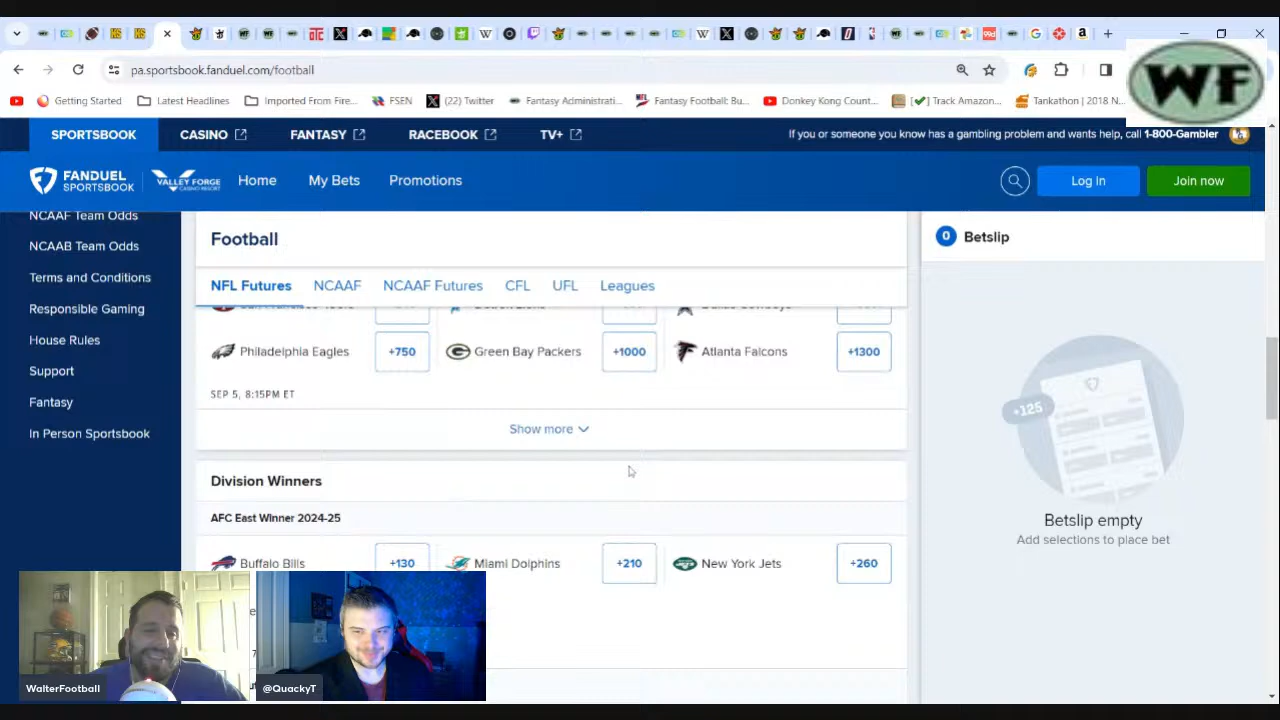 WF
pa.sportsbook.fanduel.com/football
Getting Started
Latest Headlines
Imported From Fire...
FSEN
(22) Twitter
Fantasy Administrati...
Fantasy Football: Bu...
Donkey Kong Count...
Track Amazon...
Tankathon | 2018 N...
SPORTSBOOK
CASINO
FANTASY
RACEBOOK
TV+
If you or someone you know has a gambling problem and wants help, call 1-800-Gambler
FANDUEL
SPORTSBOOK
VALLEY FORGE
CASINO RESORT
Home
My Bets
Promotions
Log in
Join now
NCAAF Team Odds
NCAAB Team Odds
Terms and Conditions
Responsible Gaming
House Rules
Support
Fantasy
In Person Sportsbook
Football
NFL Futures
NCAAF
NCAAF Futures
CFL
UFL
Leagues
Philadelphia Eagles +750
Green Bay Packers +1000
Atlanta Falcons +1300
SEP 5, 8:15PM ET
Show more
Division Winners
AFC East Winner 2024-25
Buffalo Bills +130
Miami Dolphins +210
New York Jets +260
0 Betslip
+125
Betslip empty
Add selections to place bet
WalterFootball
@QuackyT